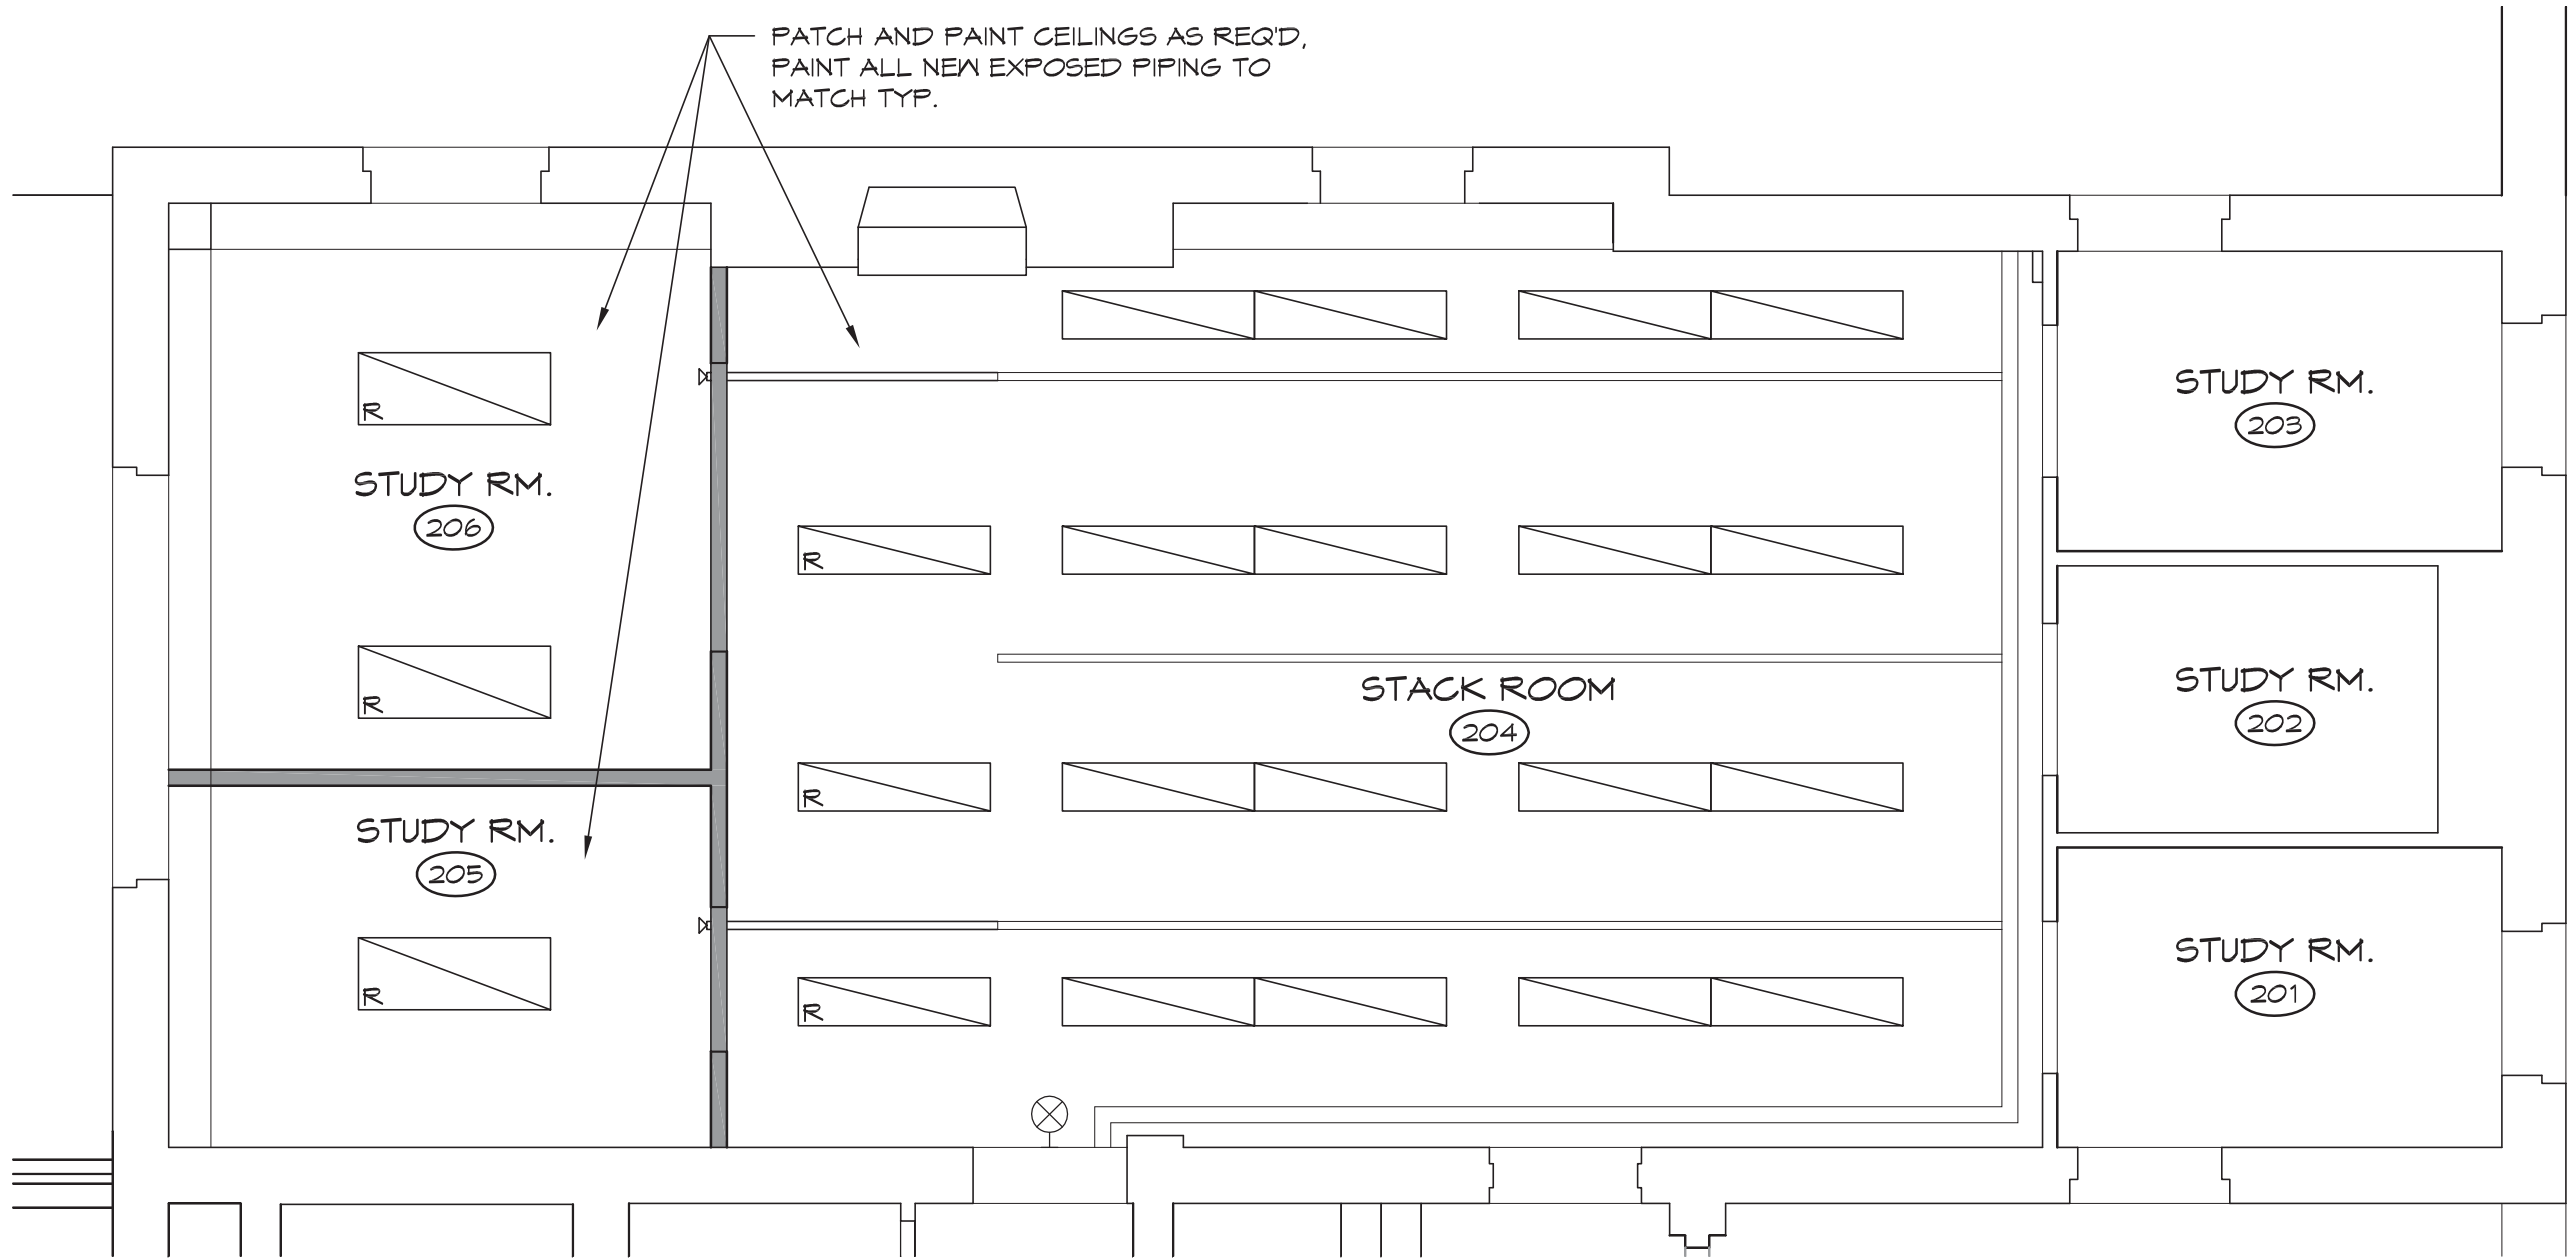 PATCH AND PAINT CEILINGS AS REQ'D,
PAINT ALL NEW EXPOSED PIPING TO
MATCH TYP.
R
STUDY RM.
206
R
STUDY RM.
205
R
R
R
R
STACK ROOM
204
STUDY RM.
203
STUDY RM.
202
STUDY RM.
201